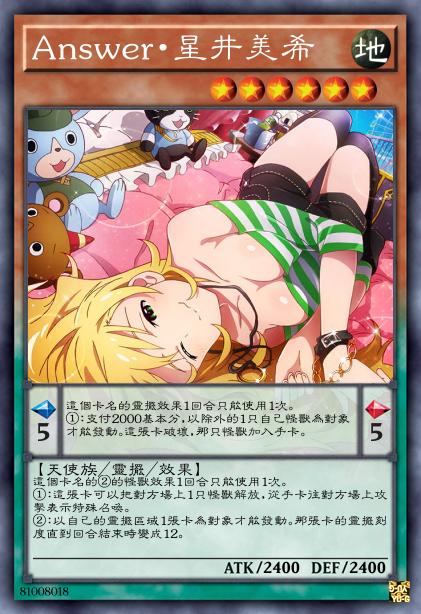 Answer・星井美希
地
這個卡名的靈擺效果1回合只能使用1次。
①:支付2000基本分,以除外的1只自己怪獸為對象
才能發動。這張卡破壞,那只怪獸加入手卡。
5
5
【天使族/靈擺/效果】
這個卡名的②的怪獸效果1回合只能使用1次。
①:這張卡可以把對方場上1只怪獸解放,從手卡往對方場上攻
擊表示特殊召喚。
②:以自己的靈擺區域1張卡為對象才能發動。那張卡的靈擺刻
度直到回合結束時變成12。
ATK/2400 DEF/2400
81008018